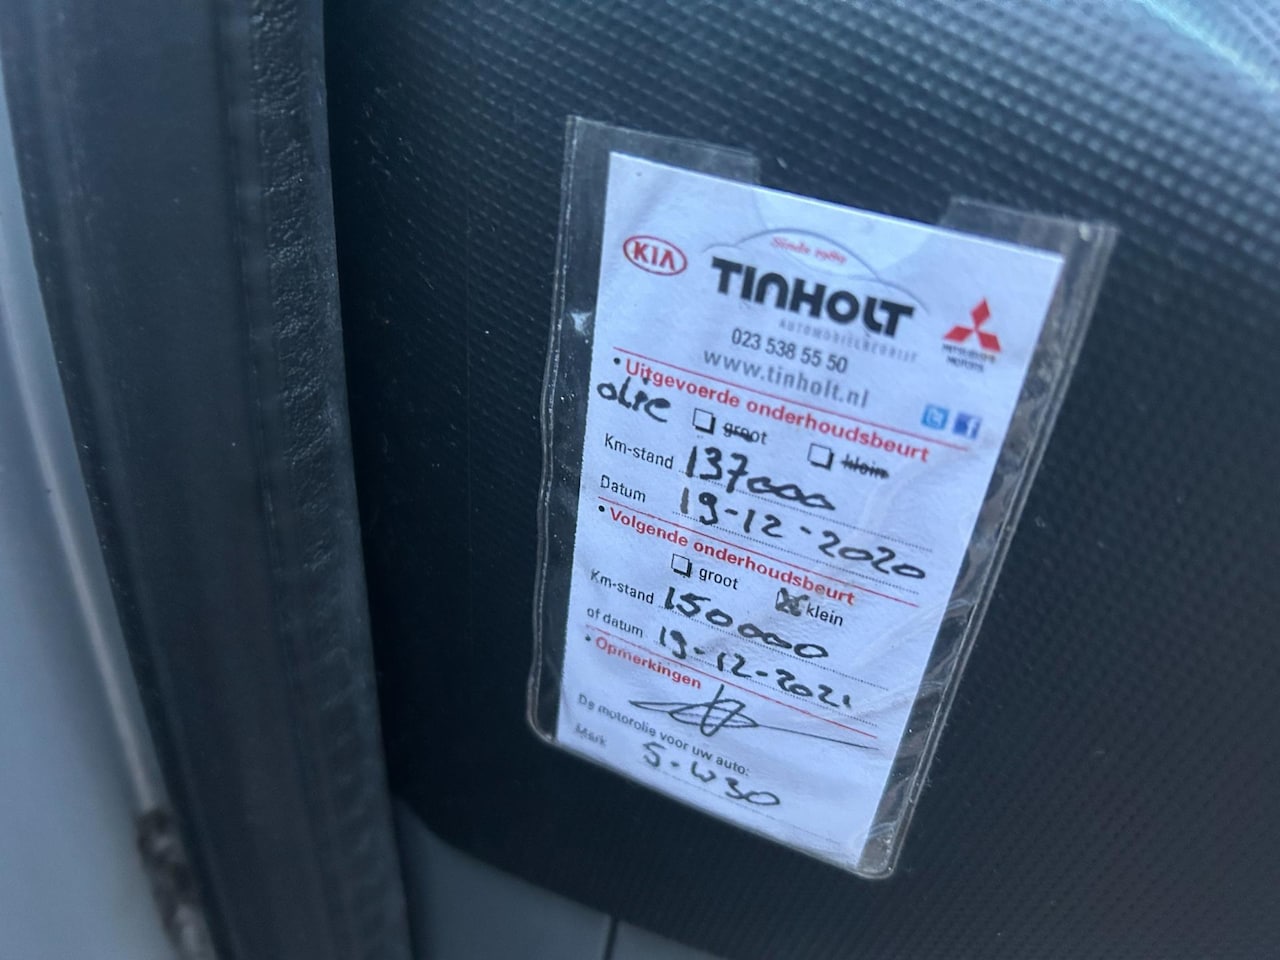 Sinds 1980
KIA
TINHOLT
AUTOMOBIELBEDRIJF
MITSUBISHI
MOTORS
023 538 55 50
www.tinholt.nl
• Uitgevoerde onderhoudsbeurt
olie groot klein
Km-stand 137000
Datum 19-12-2020
• Volgende onderhoudsbeurt
groot klein
Km-stand 150000
of datum 19-12-2021
• Opmerkingen
De motorolie voor uw auto:
Merk 5-W30